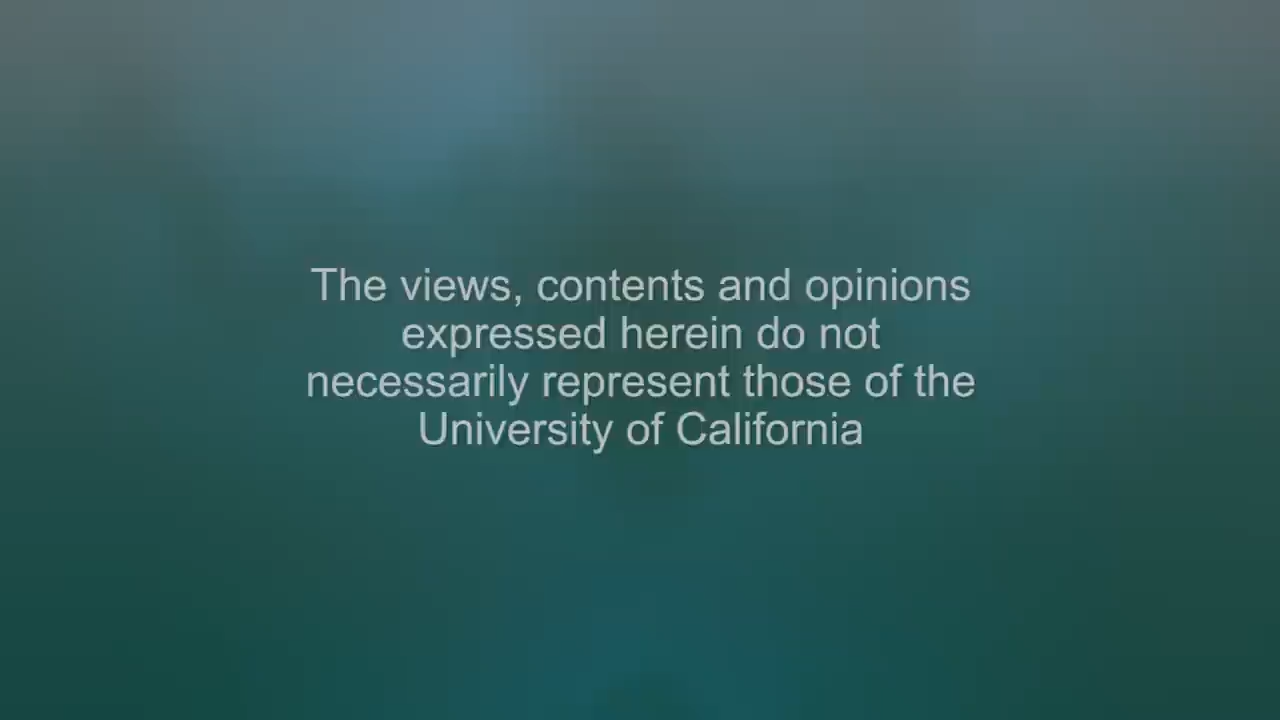 The views, contents and opinions
expressed herein do not
necessarily represent those of the
University of California